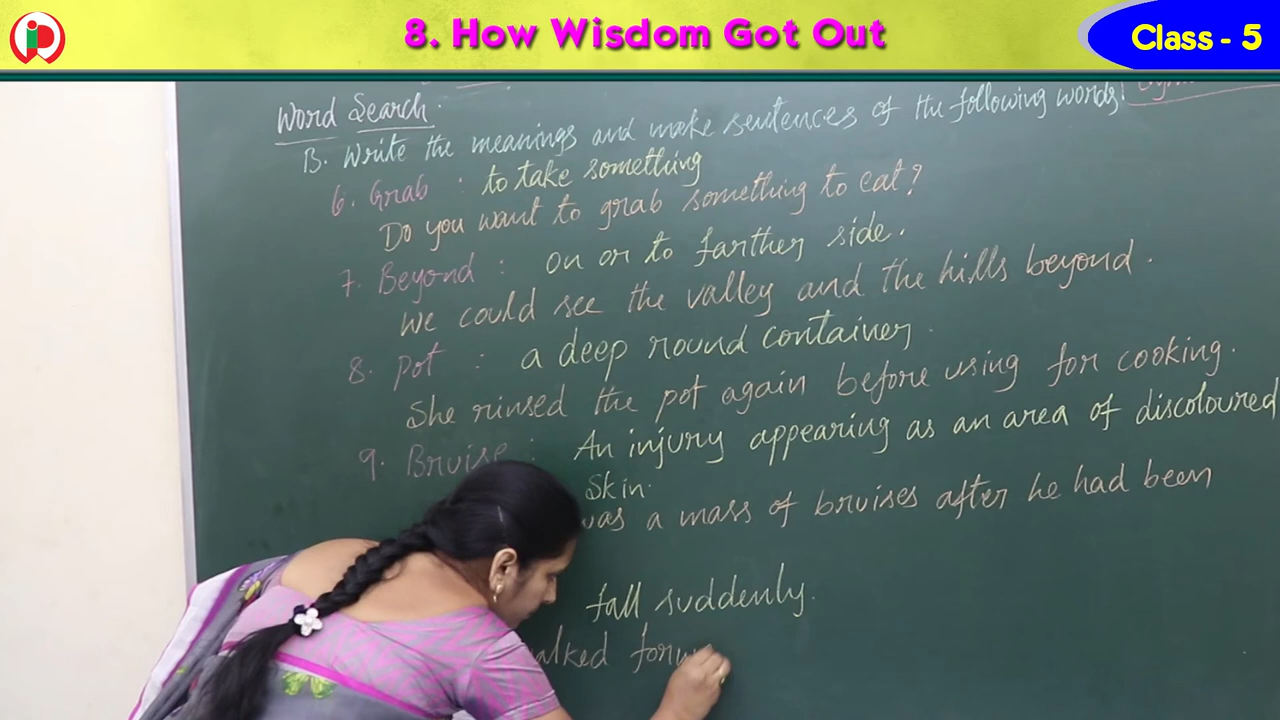 8. How Wisdom Got Out
Class - 5
Word Search.
B. Write the meanings and make sentences of the following words!
6. Grab : to take something
Do you want to grab something to eat?
7. Beyond : on or to farther side.
We could see the valley and the hills beyond.
8. Pot : a deep round container.
She rinsed the pot again before using for cooking.
9. Bruise : An injury appearing as an area of discoloured
Skin.
was a mass of bruises after he had been
fall suddenly.